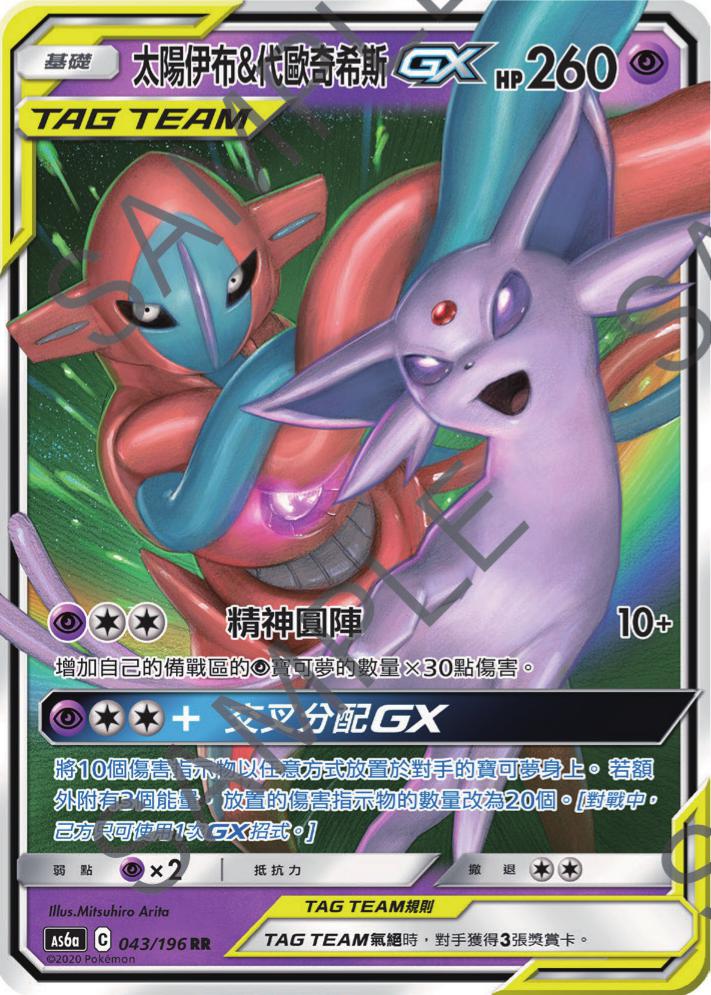 基礎
太陽伊布&代歐奇希斯GX HP260
TAG TEAM
SAMPLE
SAMPLE
精神圓陣 10+
增加自己的備戰區的寶可夢的數量×30點傷害。
+ 交叉分配GX
將10個傷害指示物以任意方式放置於對手的寶可夢身上。若額
外附有3個能量,放置的傷害指示物的數量改為20個。[對戰中,
己方只可使用1次GX招式。]
弱點 ×2 抵抗力 撤退
Illus.Mitsuhiro Arita
TAG TEAM規則
AS6a C 043/196 RR
TAG TEAM氣絕時,對手獲得3張獎賞卡。
©2020 Pokémon